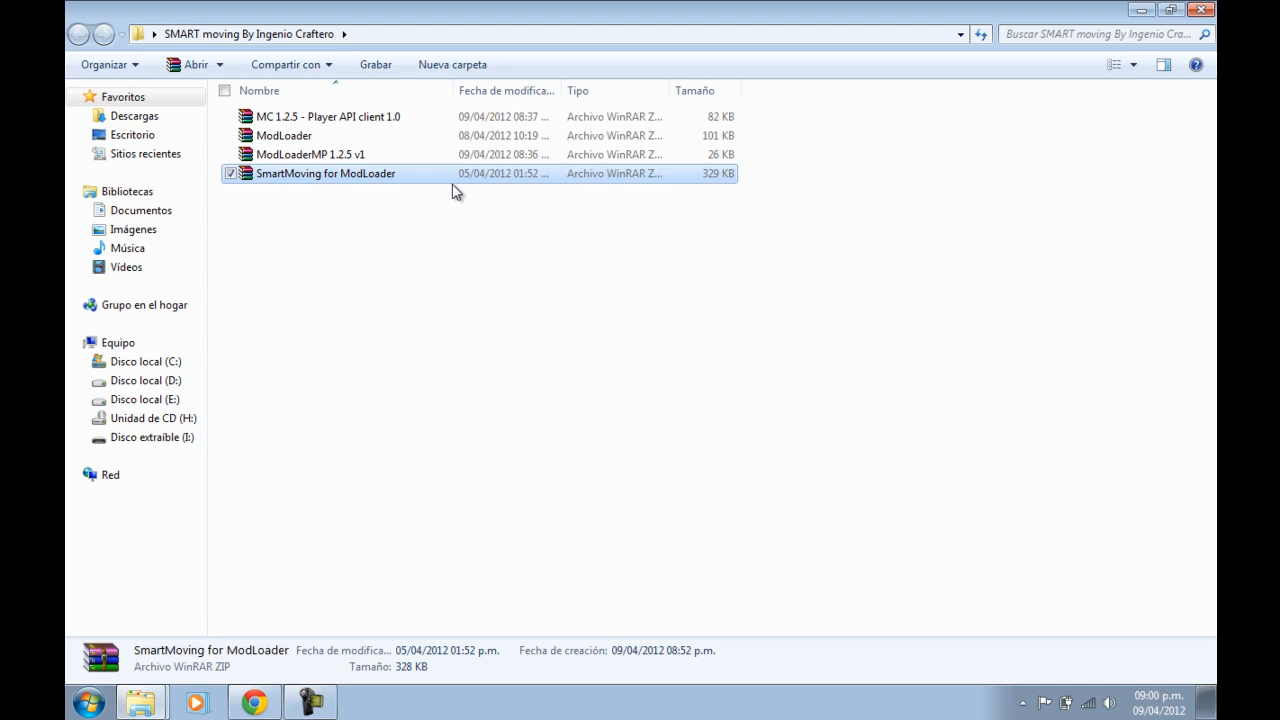 SMART moving By Ingenio Craftero
Buscar SMART moving By Ingenio Cra...
Organizar Abrir Compartir con Grabar Nueva carpeta
Nombre Fecha de modifica... Tipo Tamaño
MC 1.2.5 - Player API client 1.0 09/04/2012 08:37 ... Archivo WinRAR Z... 82 KB
ModLoader 08/04/2012 10:19 ... Archivo WinRAR Z... 101 KB
ModLoaderMP 1.2.5 v1 09/04/2012 08:36 ... Archivo WinRAR Z... 26 KB
SmartMoving for ModLoader 05/04/2012 01:52 ... Archivo WinRAR Z... 329 KB
Favoritos
Descargas
Escritorio
Sitios recientes
Bibliotecas
Documentos
Imágenes
Música
Vídeos
Grupo en el hogar
Equipo
Disco local (C:)
Disco local (D:)
Disco local (E:)
Unidad de CD (H:)
Disco extraíble (I:)
Red
SmartMoving for ModLoader Fecha de modifica... 05/04/2012 01:52 p.m. Fecha de creación: 09/04/2012 08:52 p.m.
Archivo WinRAR ZIP Tamaño: 328 KB
09:00 p.m.
09/04/2012